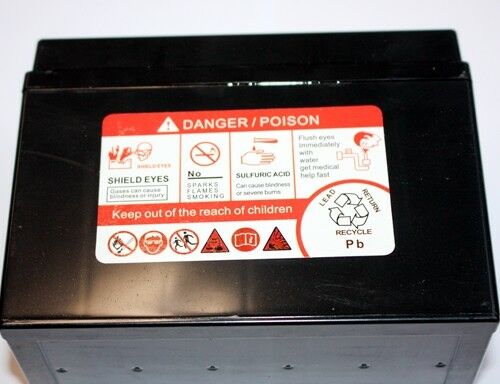 DANGER / POISON
SHIELD EYES
SHIELD EYES
Gases can cause
blindness or injury
No
SPARKS
FLAMES
SMOKING
SULFURIC ACID
Can cause blindness
or severe burns
Flush eyes
immediately
with
water
get medical
help fast
Keep out of the reach of children
LEAD
RETURN
RECYCLE
Pb